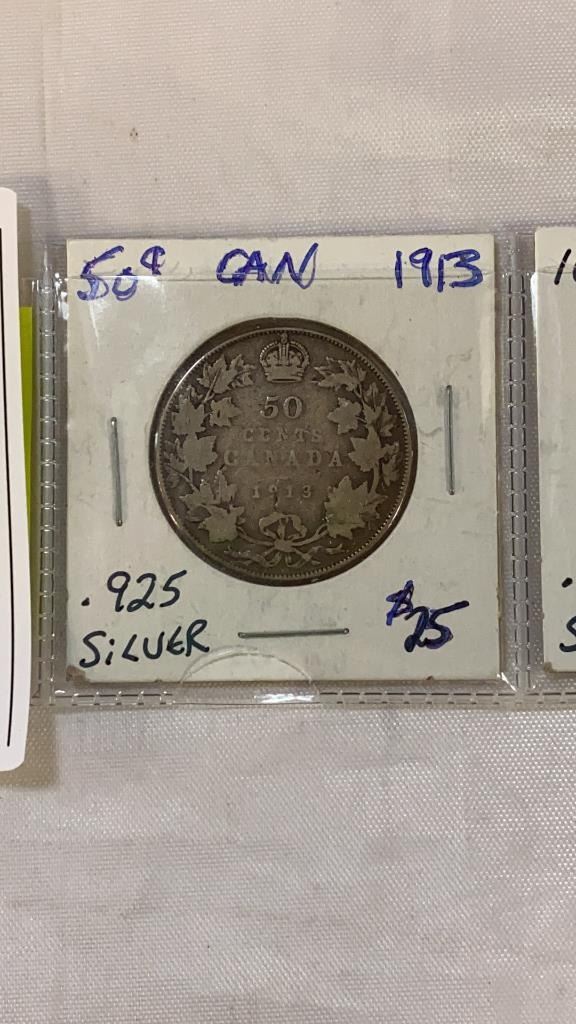 50¢ CAN 1913
50
CENTS
CANADA
1913
.925
SILVER
$25